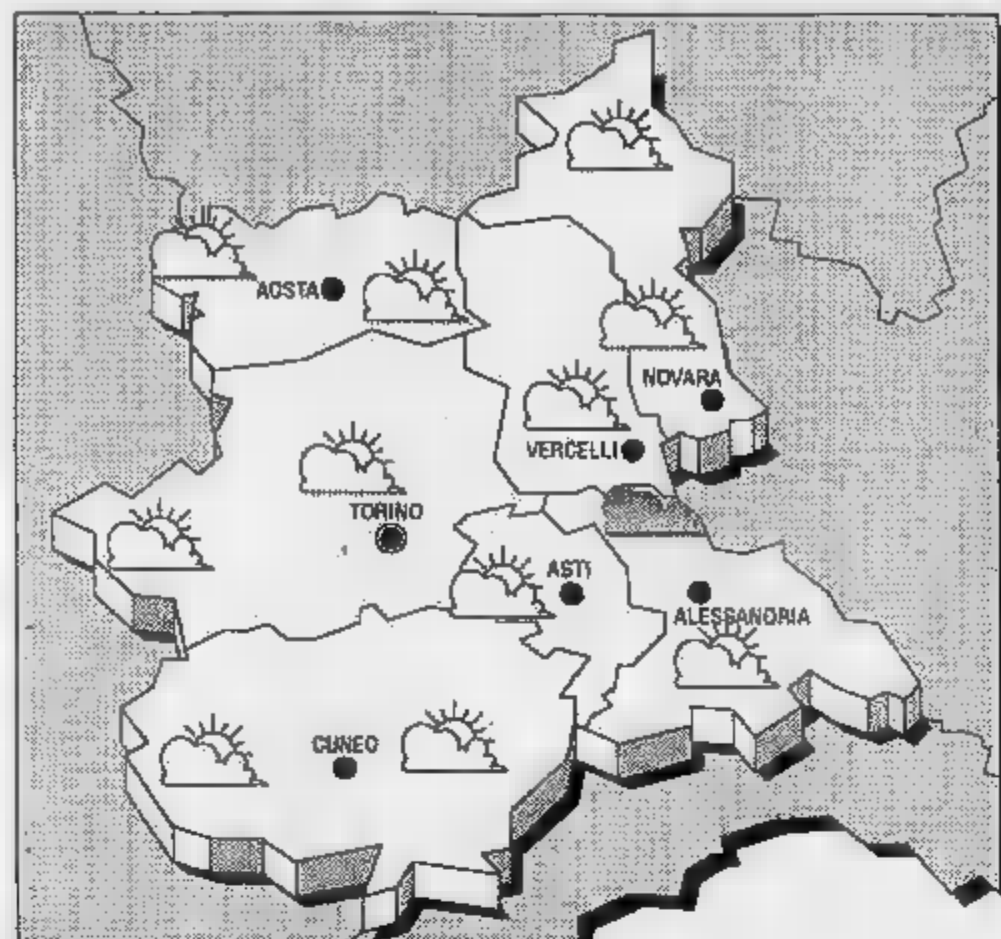 AOSTA
NOVARA
VERCELLI
TORINO
ASTI
ALESSANDRIA
CUNEO